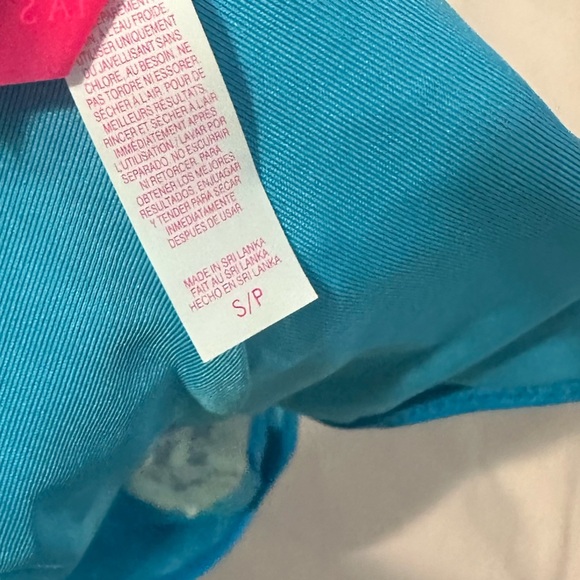 SAT
SÉPARÉMENT
L'EAU FROIDE.
UTILISER UNIQUEMENT
DU JAVELLISANT SANS
CHLORE, AU BESOIN. NE
PAS TORDRE NI ESSORER.
SÉCHER À L'AIR. POUR DE
MEILLEURS RÉSULTATS,
RINCER ET SÉCHER À L'AIR
IMMÉDIATEMENT APRÈS
L'UTILISATION / LAVAR POR
SEPARADO. NO ESCURRIR
NI RETORCER. PARA
OBTENER LOS MEJORES
RESULTADOS, ENJUAGAR
Y TENDER PARA SECAR
INMEDIATAMENTE
DESPUÉS DE USAR
MADE IN SRI LANKA
FAIT AU SRI LANKA
HECHO EN SRI LANKA
S/P